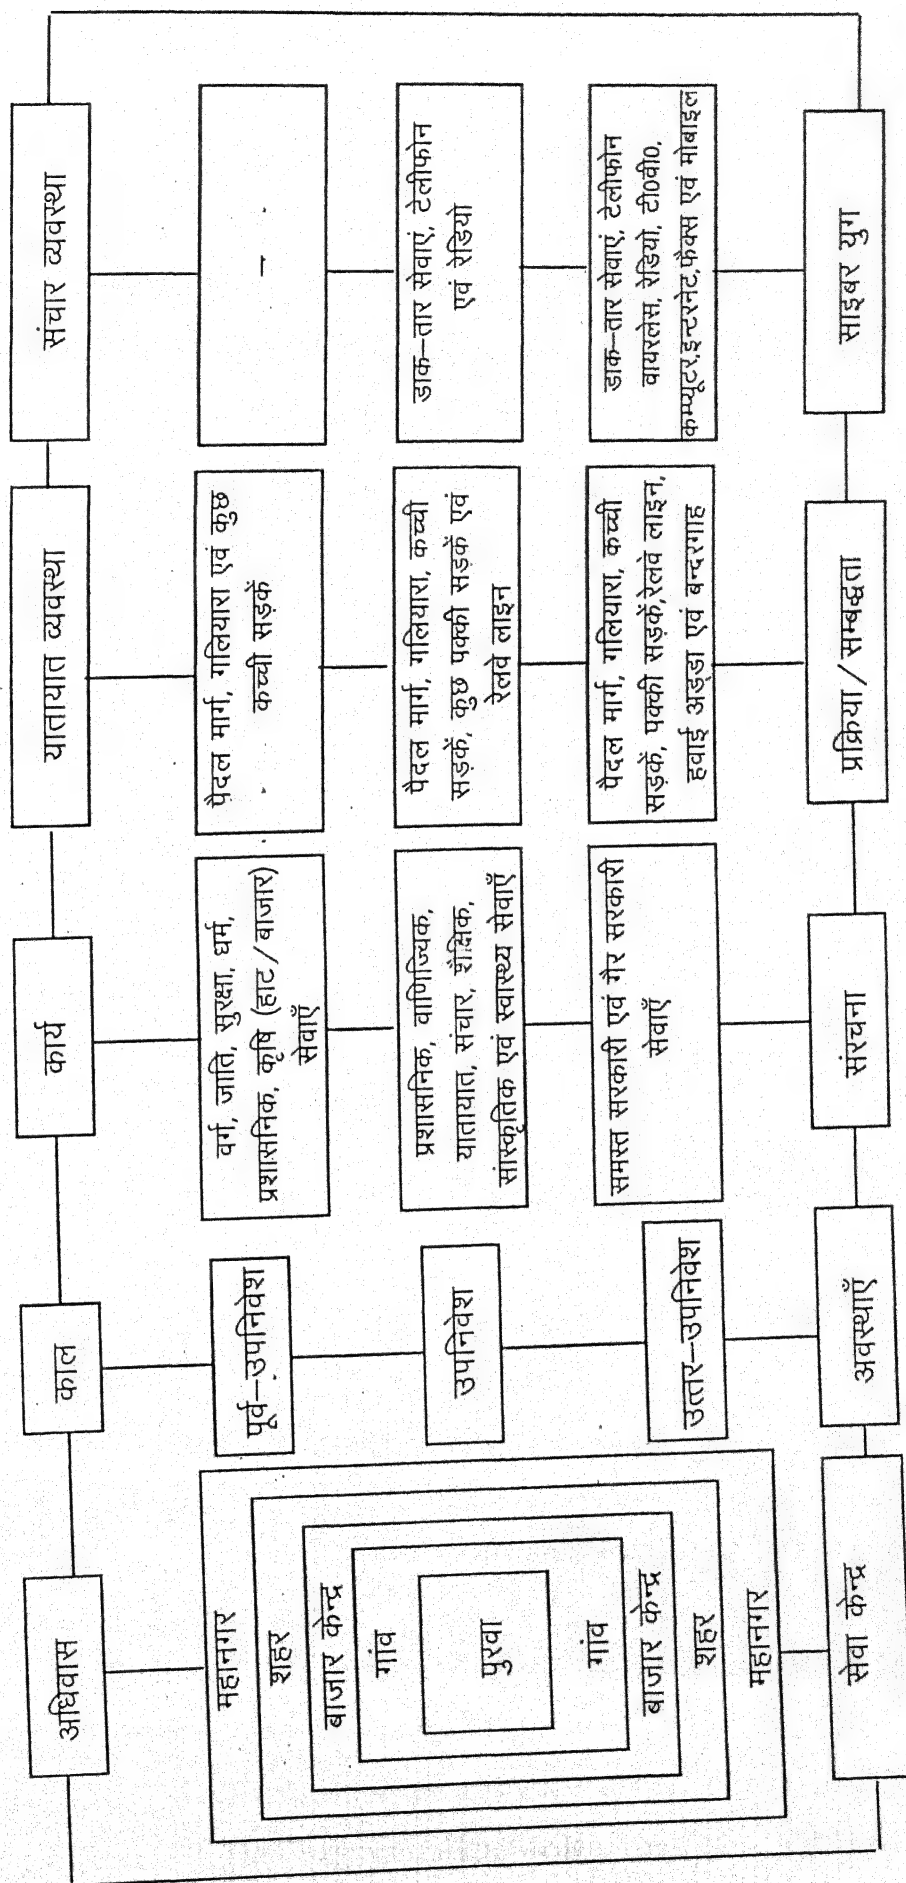 अधिवास
काल
कार्य
यातायात व्यवस्था
संचार व्यवस्था
महानगर
शहर
बाजार केन्द्र
गांव
पुरवा
गांव
बाजार केन्द्र
शहर
महानगर
पूर्व–उपनिवेश
वर्ग, जाति, सुरक्षा, धर्म,
प्रशासनिक, कृषि (हाट/बाजार)
सेवाएँ
पैदल मार्ग, गलियारा एवं कुछ
कच्ची सड़कें
–
उपनिवेश
प्रशासनिक, वाणिज्यिक,
यातायात, संचार, शैक्षिक,
सांस्कृतिक एवं स्वास्थ्य सेवाएँ
पैदल मार्ग, गलियारा, कच्ची
सड़कें, कुछ पक्की सड़कें एवं
रेलवे लाइन
डाक–तार सेवाएं, टेलीफोन
एवं रेडियो
उत्तर–उपनिवेश
समस्त सरकारी एवं गैर सरकारी
सेवाएँ
पैदल मार्ग, गलियारा, कच्ची
सड़कें, पक्की सड़कें,रेलवे लाइन,
हवाई अड्डा एवं बन्दरगाह
डाक–तार सेवाएं, टेलीफोन
वायरलेस, रेडियो, टी०वी०,
कम्प्यूटर,इन्टरनेट,फैक्स एवं मोबाइल
सेवा केन्द्र
अवस्थाएँ
संरचना
प्रक्रिया/सम्बद्धता
साइबर युग